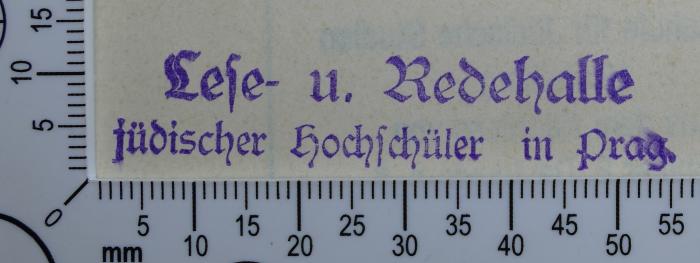 Lese- u. Redehalle
jüdischer Hochschüler in Prag.
15
10
5
0
5 10 15 20 25 30 35 40 45 50 55
mm